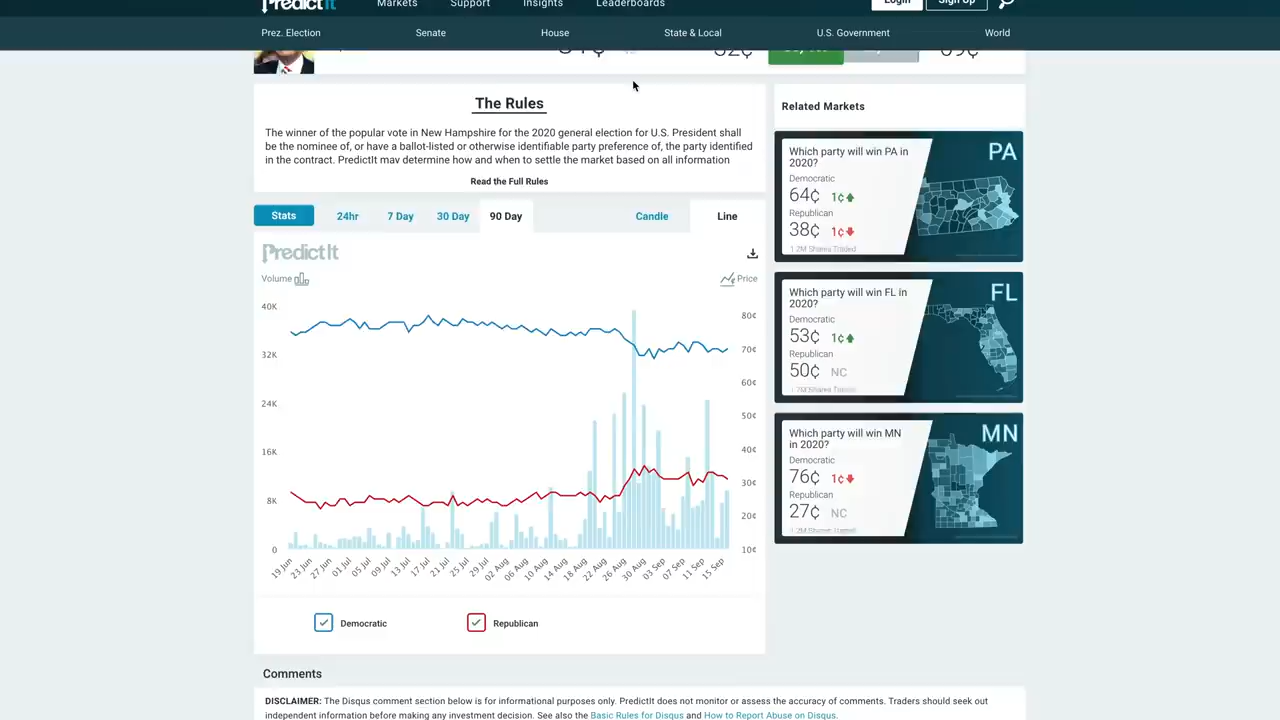 PredictIt
Markets
Support
Insights
Leaderboards
Login
Sign Up
Prez. Election
Senate
House
State & Local
U.S. Government
World
The Rules
The winner of the popular vote in New Hampshire for the 2020 general election for U.S. President shall
be the nominee of, or have a ballot-listed or otherwise identifiable party preference of, the party identified
in the contract. PredictIt may determine how and when to settle the market based on all information
Read the Full Rules
Stats
24hr
7 Day
30 Day
90 Day
Candle
Line
PredictIt
Volume
Price
40K
32K
24K
16K
8K
0
80¢
70¢
60¢
50¢
40¢
30¢
20¢
10¢
19 Jun
23 Jun
27 Jun
01 Jul
05 Jul
09 Jul
13 Jul
17 Jul
21 Jul
25 Jul
29 Jul
02 Aug
06 Aug
10 Aug
14 Aug
18 Aug
22 Aug
26 Aug
30 Aug
03 Sep
07 Sep
11 Sep
15 Sep
Democratic
Republican
Related Markets
Which party will win PA in
2020?
PA
Democratic
64¢ 1¢
Republican
38¢ 1¢
1.2M Shares Traded
Which party will win FL in
2020?
FL
Democratic
53¢ 1¢
Republican
50¢ NC
1.7M Shares Traded
Which party will win MN
in 2020?
MN
Democratic
76¢ 1¢
Republican
27¢ NC
1.2M Shares Traded
Comments
DISCLAIMER: The Disqus comment section below is for informational purposes only. PredictIt does not monitor or assess the accuracy of comments. Traders should seek out
independent information before making any investment decision. See also the Basic Rules for Disqus and How to Report Abuse on Disqus.